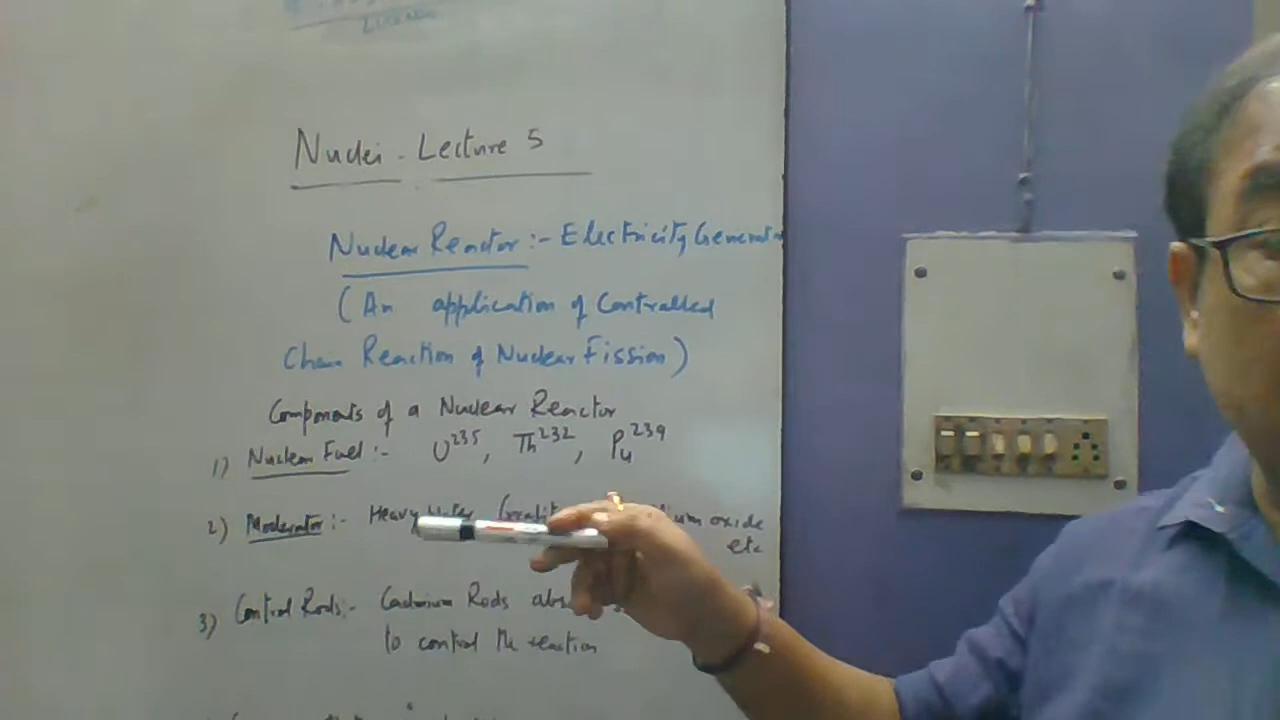 Nuclei - Lecture 5
Nuclear Reactor :- Electricity Generat
(An application of Controlled
Chain Reaction of Nuclear Fission)
Components of a Nuclear Reactor
1) Nuclear Fuel :- U²³⁵, Th²³², Pu²³⁹
2) Moderator :- Heavy Water
oxide
etc
3) Control Rods :- Cadmium Rods abs
to control the reaction